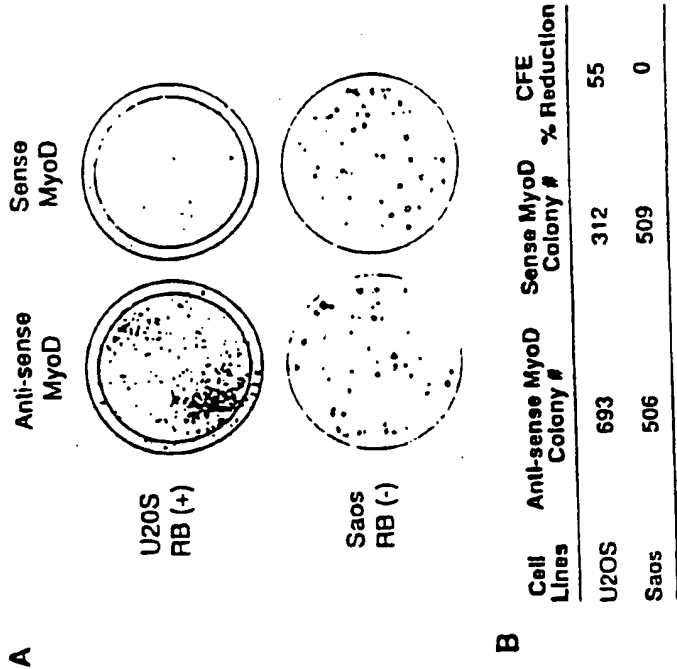 A
Anti-sense MyoD
Sense MyoD
U20S
RB (+)
Saos
RB (-)
B
Cell Lines Anti-sense MyoD Colony # Sense MyoD Colony # CFE % Reduction
U2OS 693 312 55
Saos 506 509 0